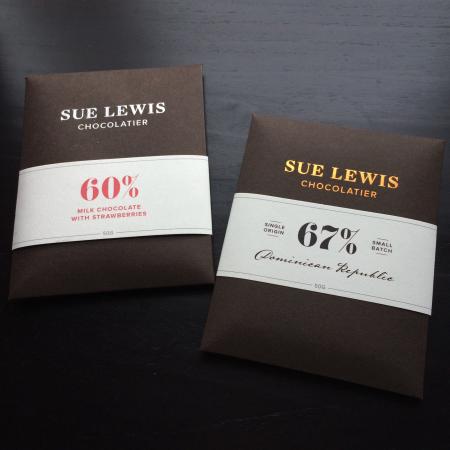 SUE LEWIS
CHOCOLATIER
60%
MILK CHOCOLATE
WITH STRAWBERRIES
50G
SUE LEWIS
CHOCOLATIER
SINGLE
ORIGIN
67%
SMALL
BATCH
Dominican Republic
50G